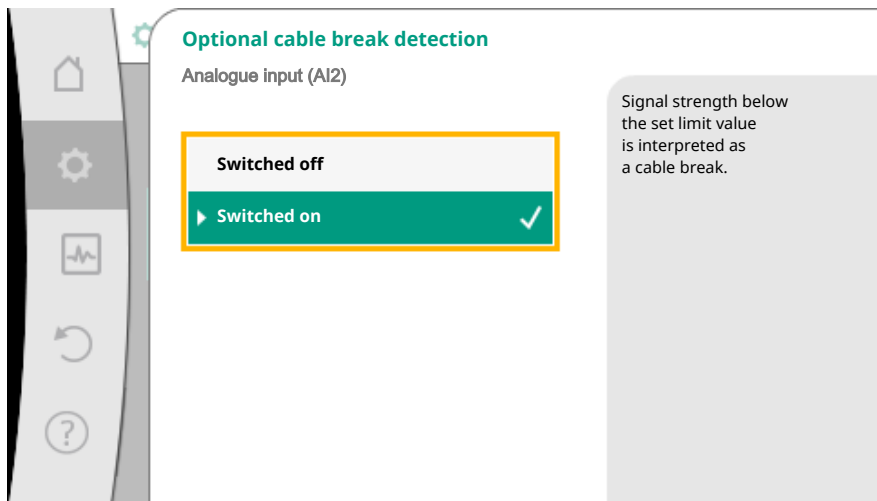 Optional cable break detection
Analogue input (AI2)
Switched off
Switched on
Signal strength below
the set limit value
is interpreted as
a cable break.